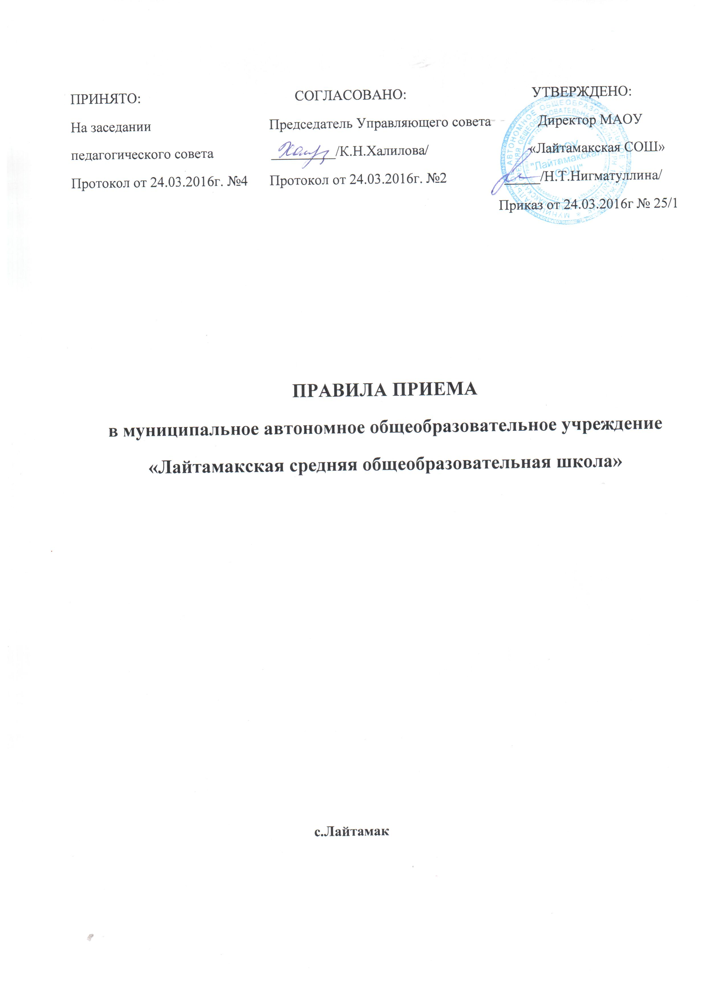 ПРИНЯТО:
На заседании
педагогического совета
Протокол от 24.03.2016г. №4
СОГЛАСОВАНО:
Председатель Управляющего совета
/К.Н.Халилова/
Протокол от 24.03.2016г. №2
УТВЕРЖДЕНО:
Директор МАОУ
«Лайтамакская СОШ»
/Н.Т.Нигматуллина/
Приказ от 24.03.2016г № 25/1
МАОУ
"Лайтамакская
СОШ"
ПРАВИЛА ПРИЕМА
в муниципальное автономное общеобразовательное учреждение
«Лайтамакская средняя общеобразовательная школа»
с.Лайтамак